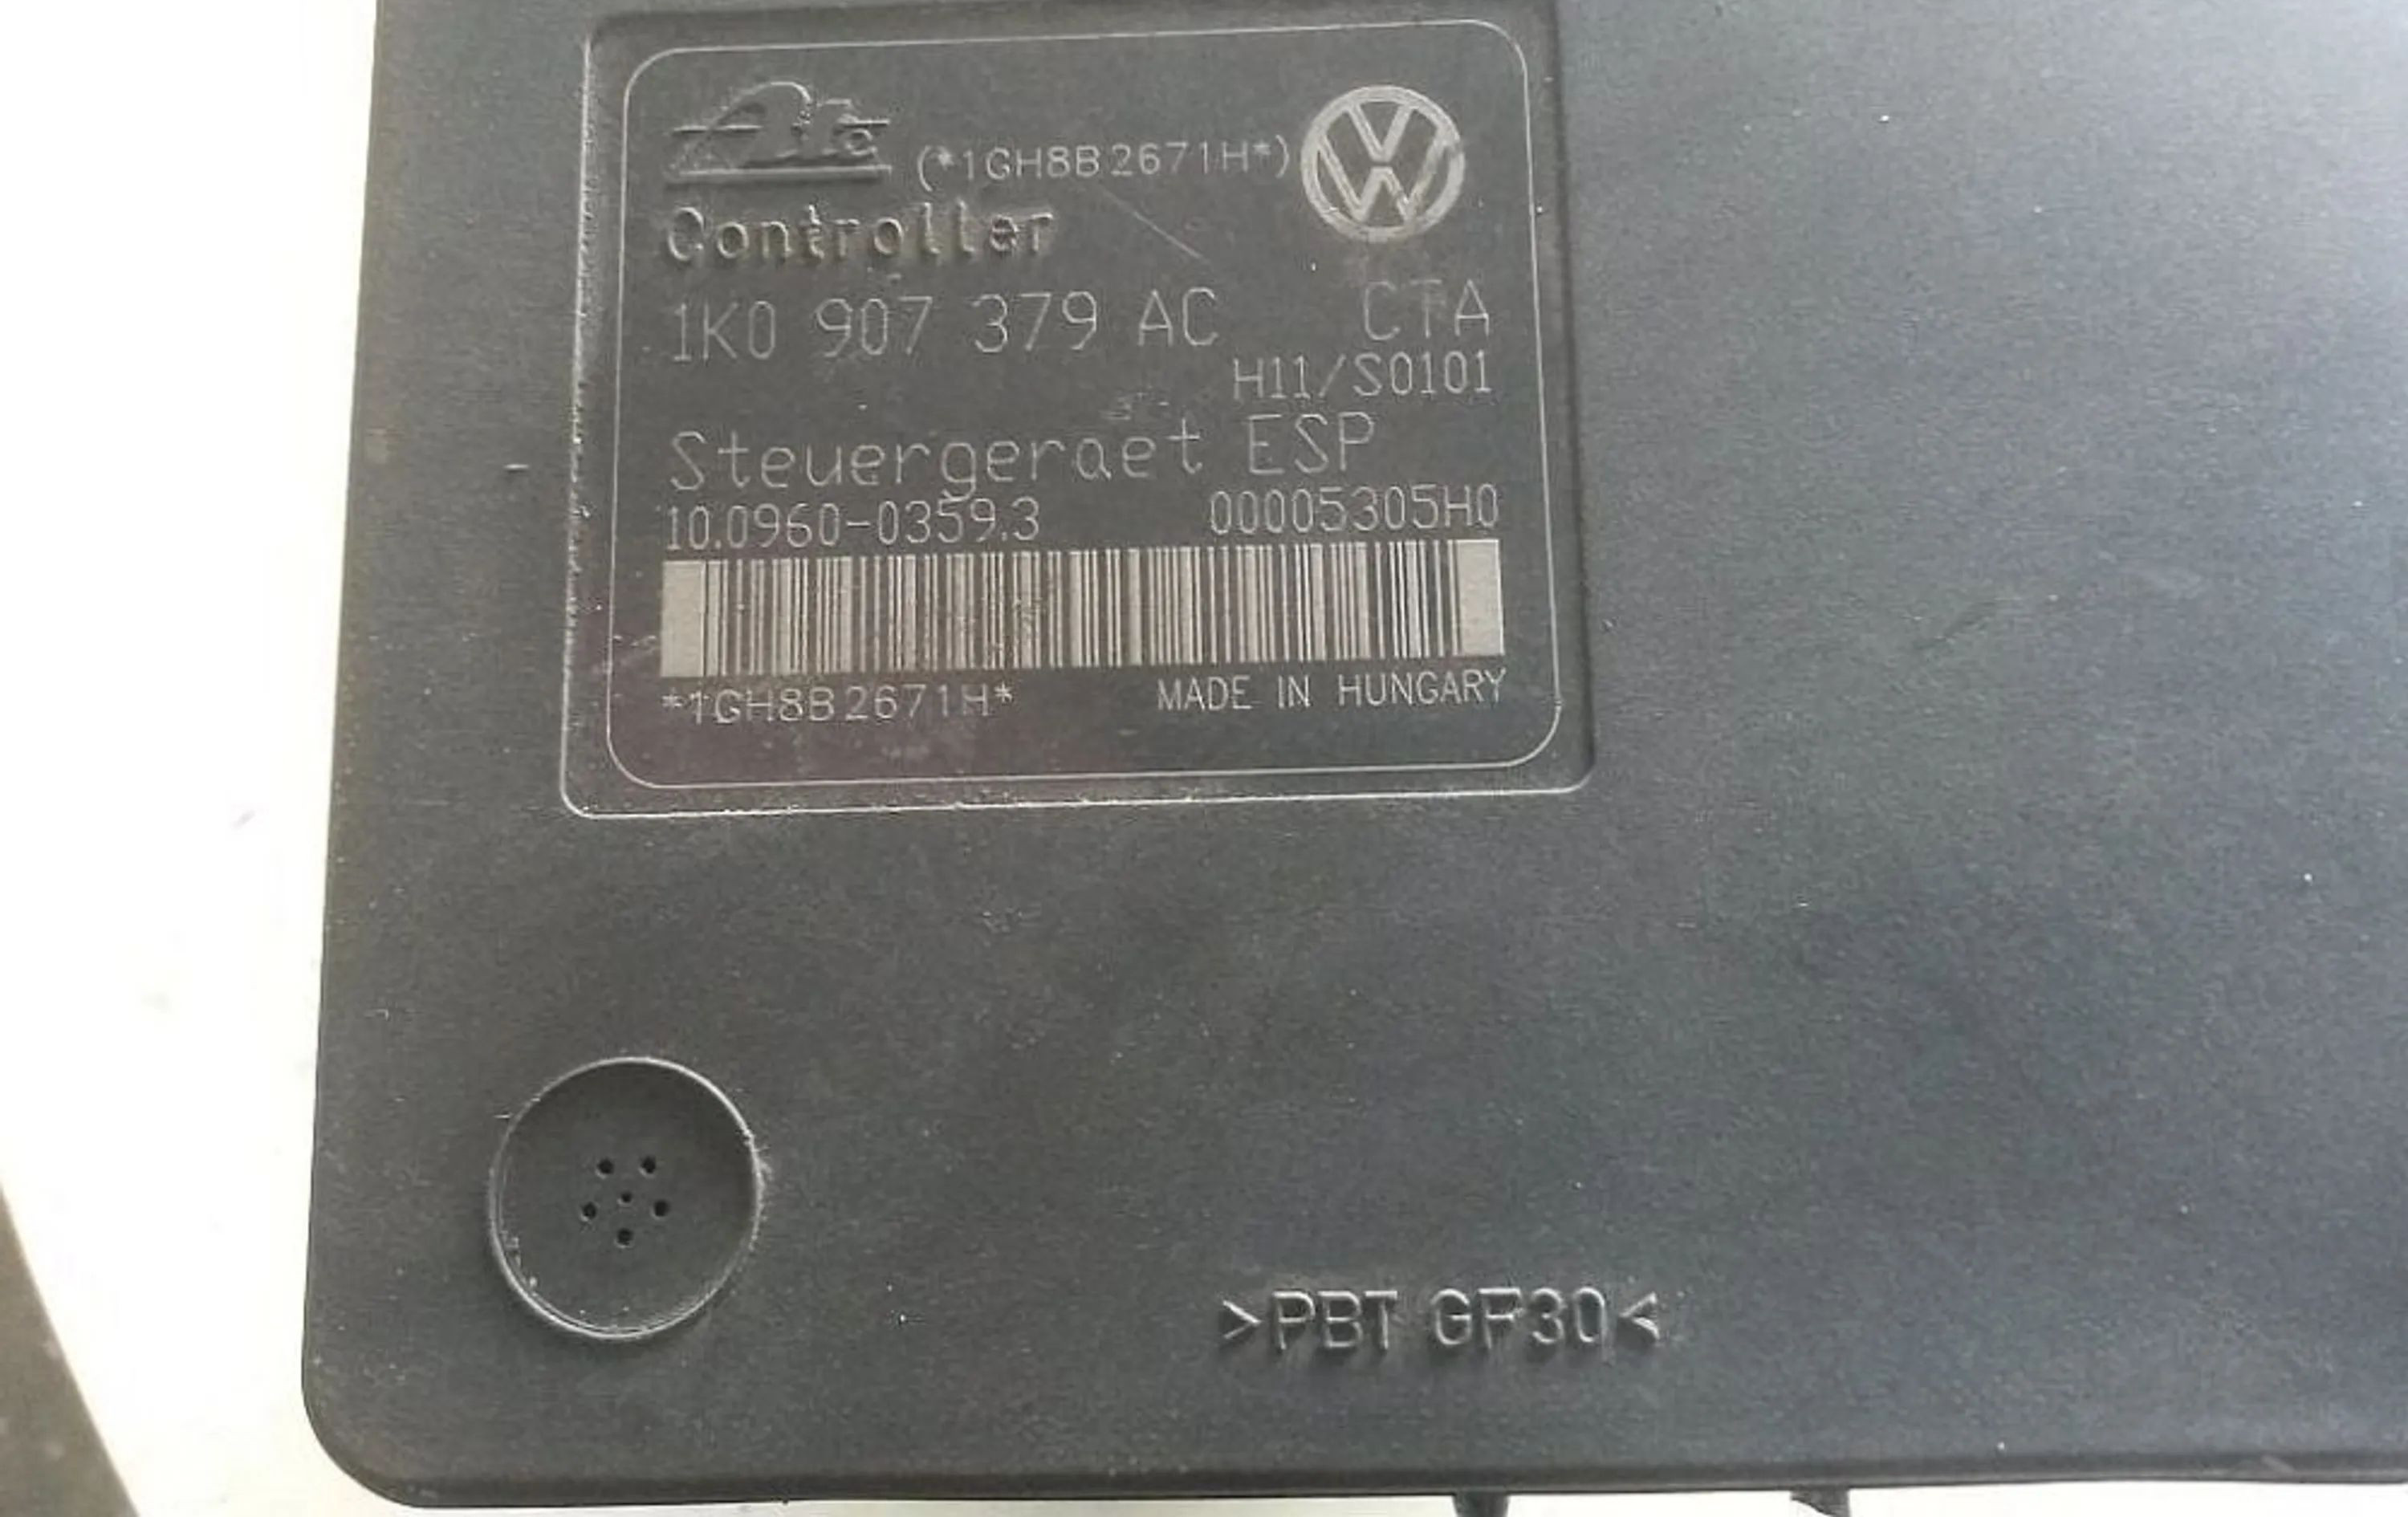 Ate (*1GH8B2671H*)
Controller
1K0 907 379 AC CTA
H11/S0101
Steuergeraet ESP
10.0960-0359.3 00005305H0
*1GH8B2671H* MADE IN HUNGARY
>PBT GF30<